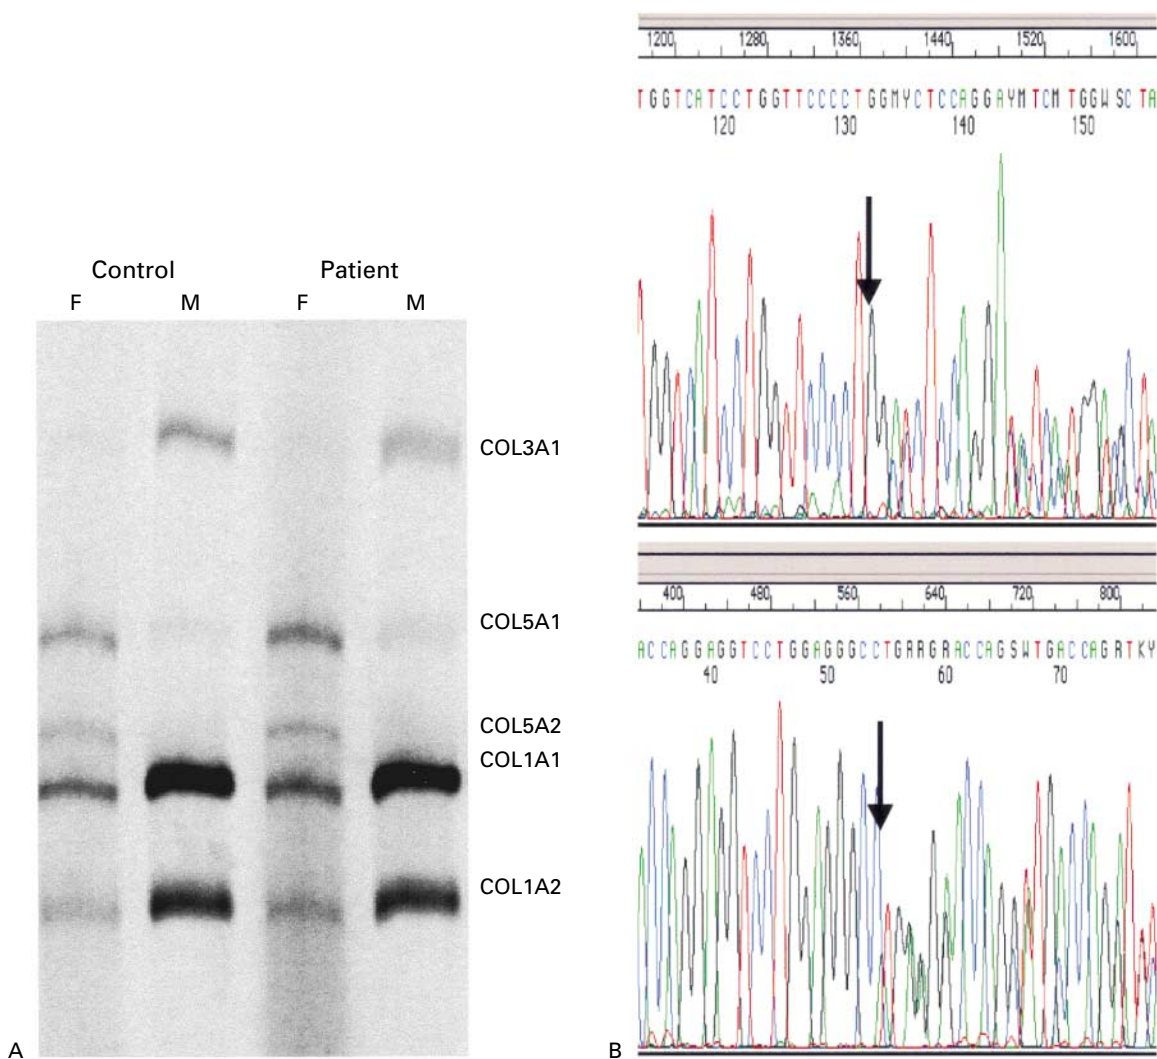 Control Patient
F M F M
COL3A1
COL5A1
COL5A2
COL1A1
COL1A2
A
1200 1280 1360 1440 1520 1600
TGGTCATCCTGGTTCCCCTGGMYCTCCAGGAYMTCMTGGWSCTA
120 130 140 150
400 480 560 640 720 800
ACCAGGAGGTCCTGGAGGGCCTGRRGRACCAGSWTGACCAGRTKY
40 50 60 70
B